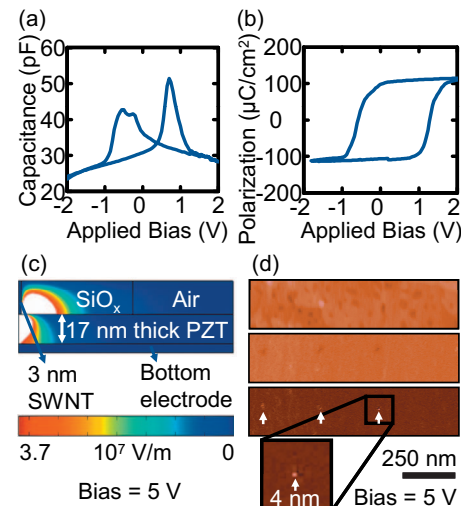 (a)
(b)
Capacitance (pF)
60
50
40
30
20
-2 -1 0 1 2
Applied Bias (V)
Polarization (µC/cm²)
200
100
0
-100
-200
-2 -1 0 1 2
Applied Bias (V)
(c)
(d)
SiOₓ
Air
17 nm thick PZT
3 nm
SWNT
Bottom
electrode
3.7 10⁷ V/m 0
Bias = 5 V
4 nm
250 nm
Bias = 5 V